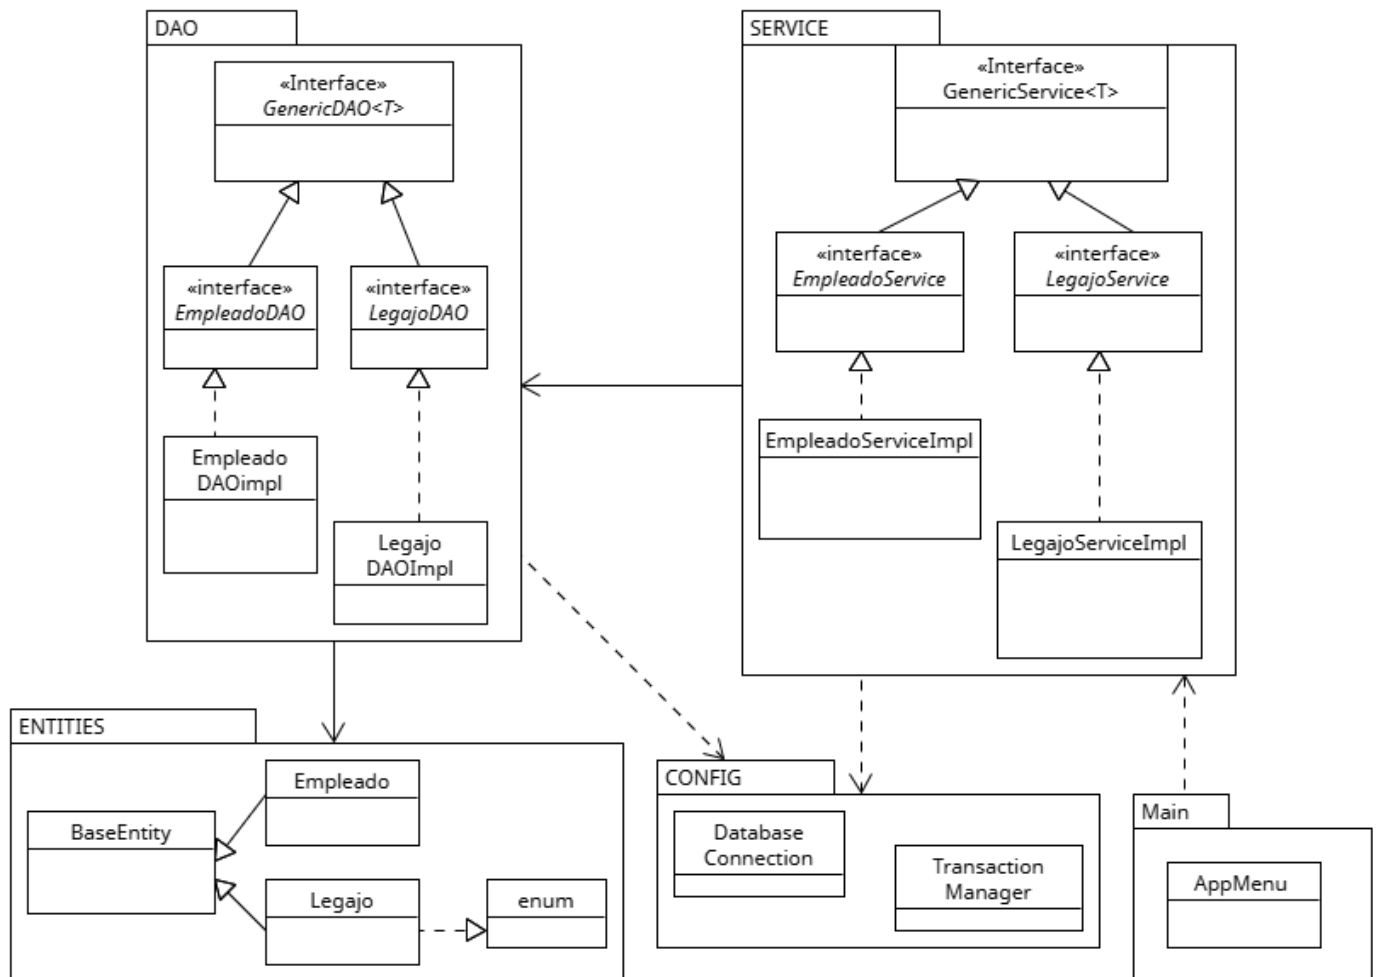 DAO
«Interface»
GenericDAO<T>
«interface»
EmpleadoDAO
«interface»
LegajoDAO
Empleado
DAOimpl
Legajo
DAOImpl
SERVICE
«Interface»
GenericService<T>
«interface»
EmpleadoService
«interface»
LegajoService
EmpleadoServiceImpl
LegajoServiceImpl
ENTITIES
BaseEntity
Empleado
Legajo
enum
CONFIG
Database
Connection
Transaction
Manager
Main
AppMenu